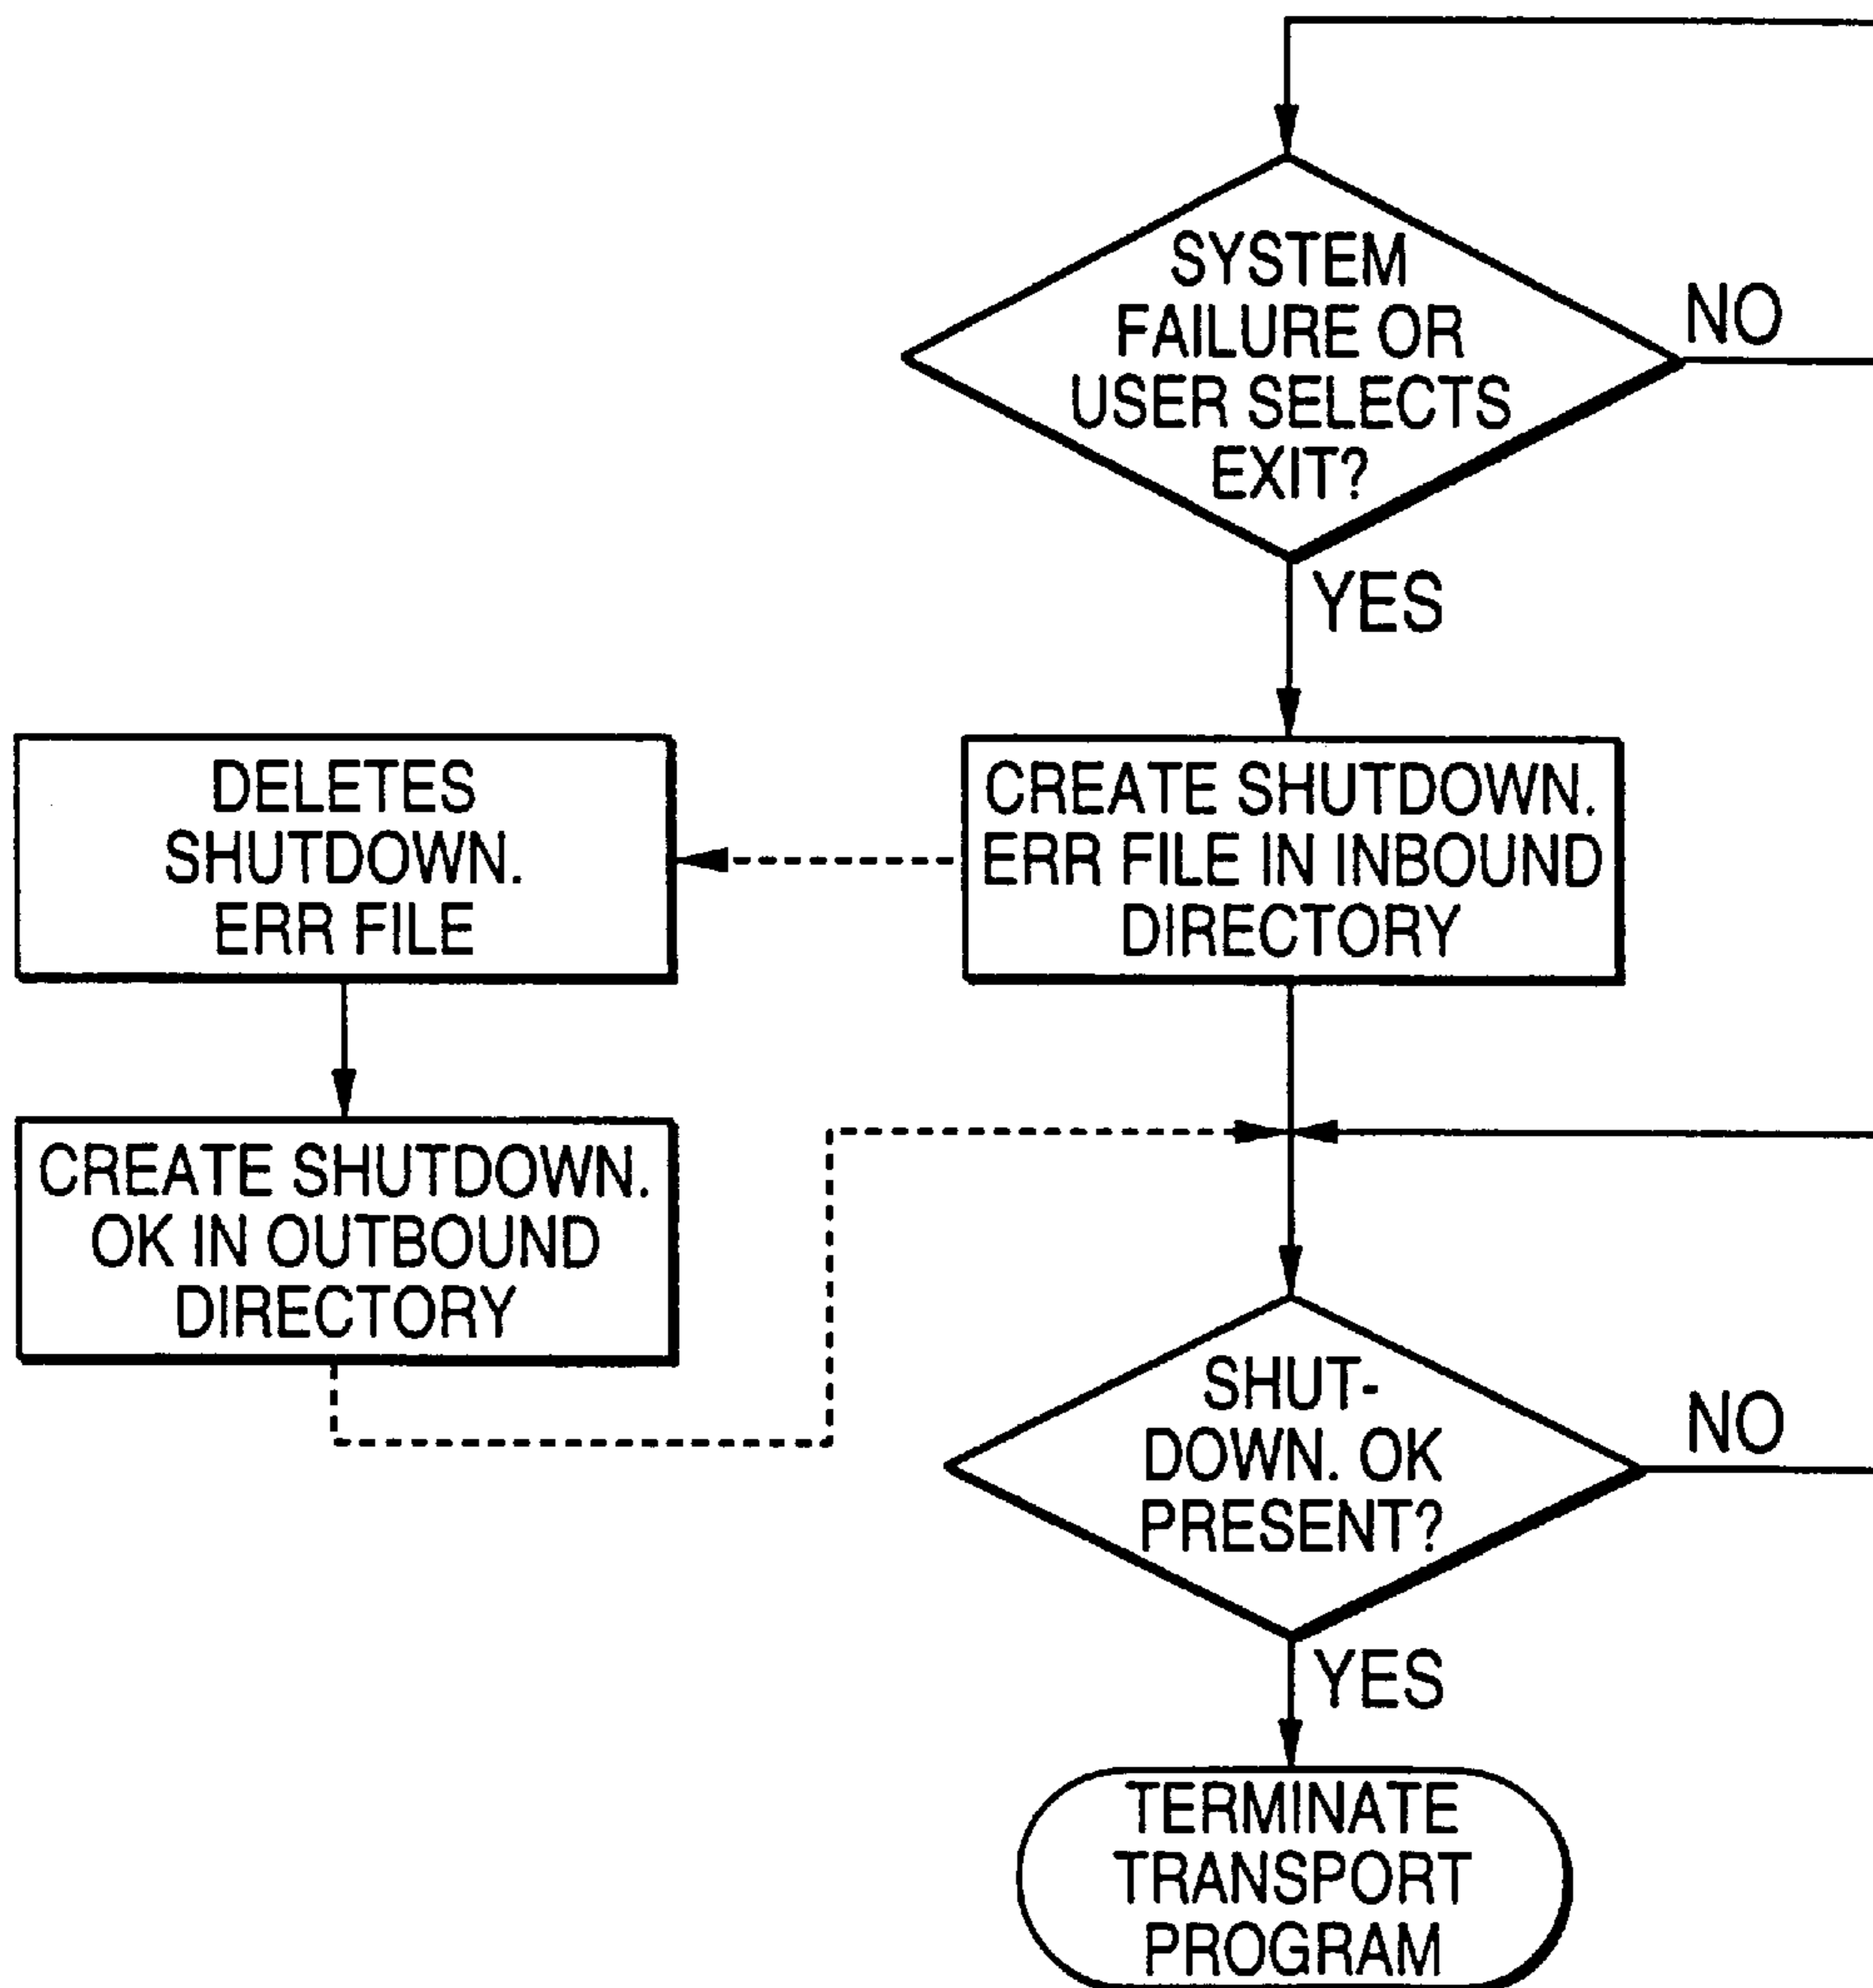 SYSTEM
FAILURE OR
USER SELECTS
EXIT?
NO
YES
DELETES
SHUTDOWN.
ERR FILE
CREATE SHUTDOWN.
ERR FILE IN INBOUND
DIRECTORY
CREATE SHUTDOWN.
OK IN OUTBOUND
DIRECTORY
SHUT-
DOWN. OK
PRESENT?
NO
YES
TERMINATE
TRANSPORT
PROGRAM